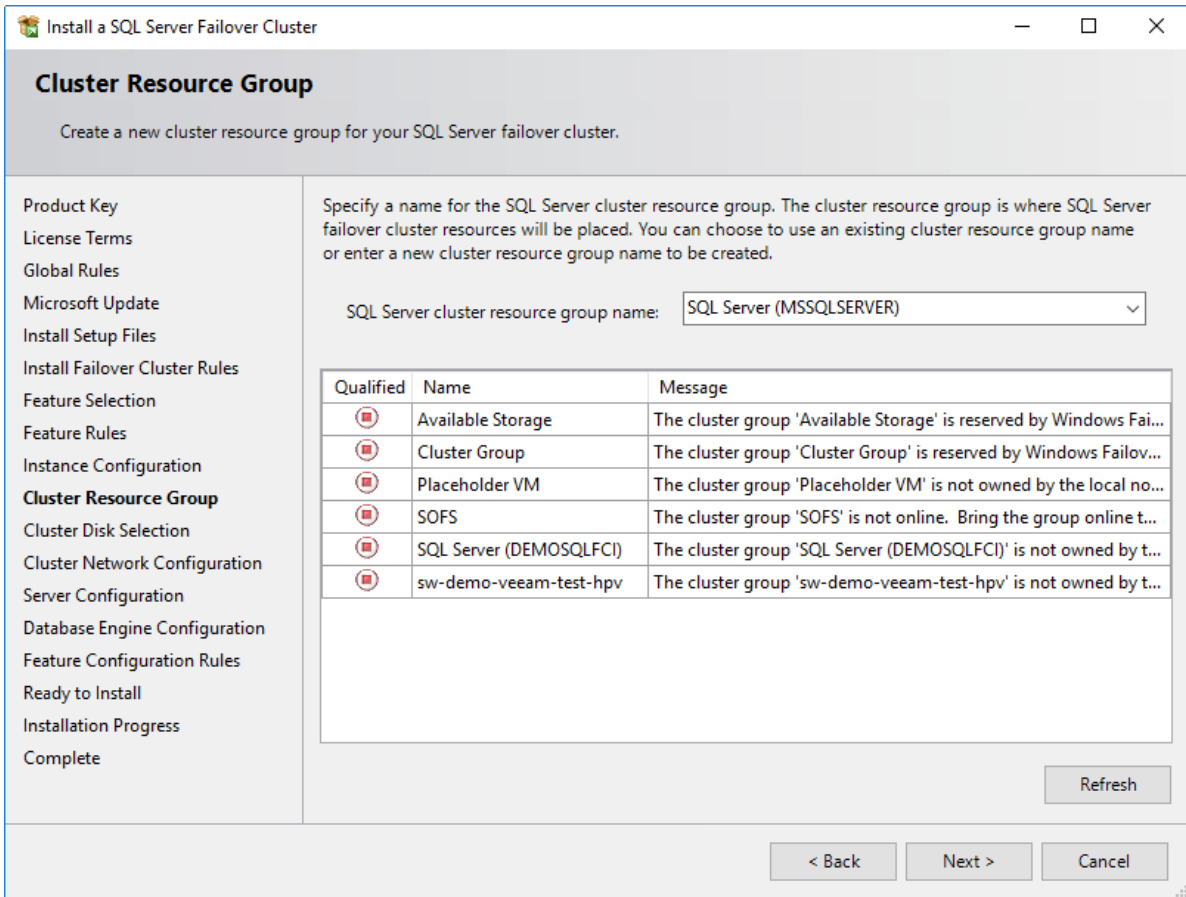 Install a SQL Server Failover Cluster
Cluster Resource Group
Create a new cluster resource group for your SQL Server failover cluster.
Product Key
License Terms
Global Rules
Microsoft Update
Install Setup Files
Install Failover Cluster Rules
Feature Selection
Feature Rules
Instance Configuration
Cluster Resource Group
Cluster Disk Selection
Cluster Network Configuration
Server Configuration
Database Engine Configuration
Feature Configuration Rules
Ready to Install
Installation Progress
Complete
Specify a name for the SQL Server cluster resource group. The cluster resource group is where SQL Server
failover cluster resources will be placed. You can choose to use an existing cluster resource group name
or enter a new cluster resource group name to be created.
SQL Server cluster resource group name: SQL Server (MSSQLSERVER)
Qualified Name Message
Available Storage The cluster group 'Available Storage' is reserved by Windows Fai...
Cluster Group The cluster group 'Cluster Group' is reserved by Windows Failov...
Placeholder VM The cluster group 'Placeholder VM' is not owned by the local no...
SOFS The cluster group 'SOFS' is not online. Bring the group online t...
SQL Server (DEMOSQLFCI) The cluster group 'SQL Server (DEMOSQLFCI)' is not owned by t...
sw-demo-veeam-test-hpv The cluster group 'sw-demo-veeam-test-hpv' is not owned by t...
Refresh
< Back Next > Cancel